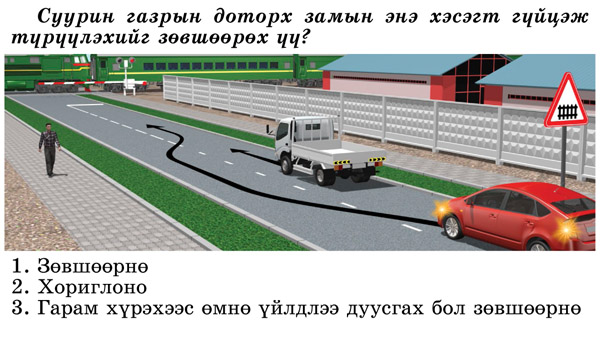 Суурин газрын доторх замын энэ хэсэгт гүйцэж
түрүүлэхийг зөвшөөрөх үү?
1. Зөвшөөрнө
2. Хориглоно
3. Гарам хүрэхээс өмнө үйлдлээ дуусгах бол зөвшөөрнө